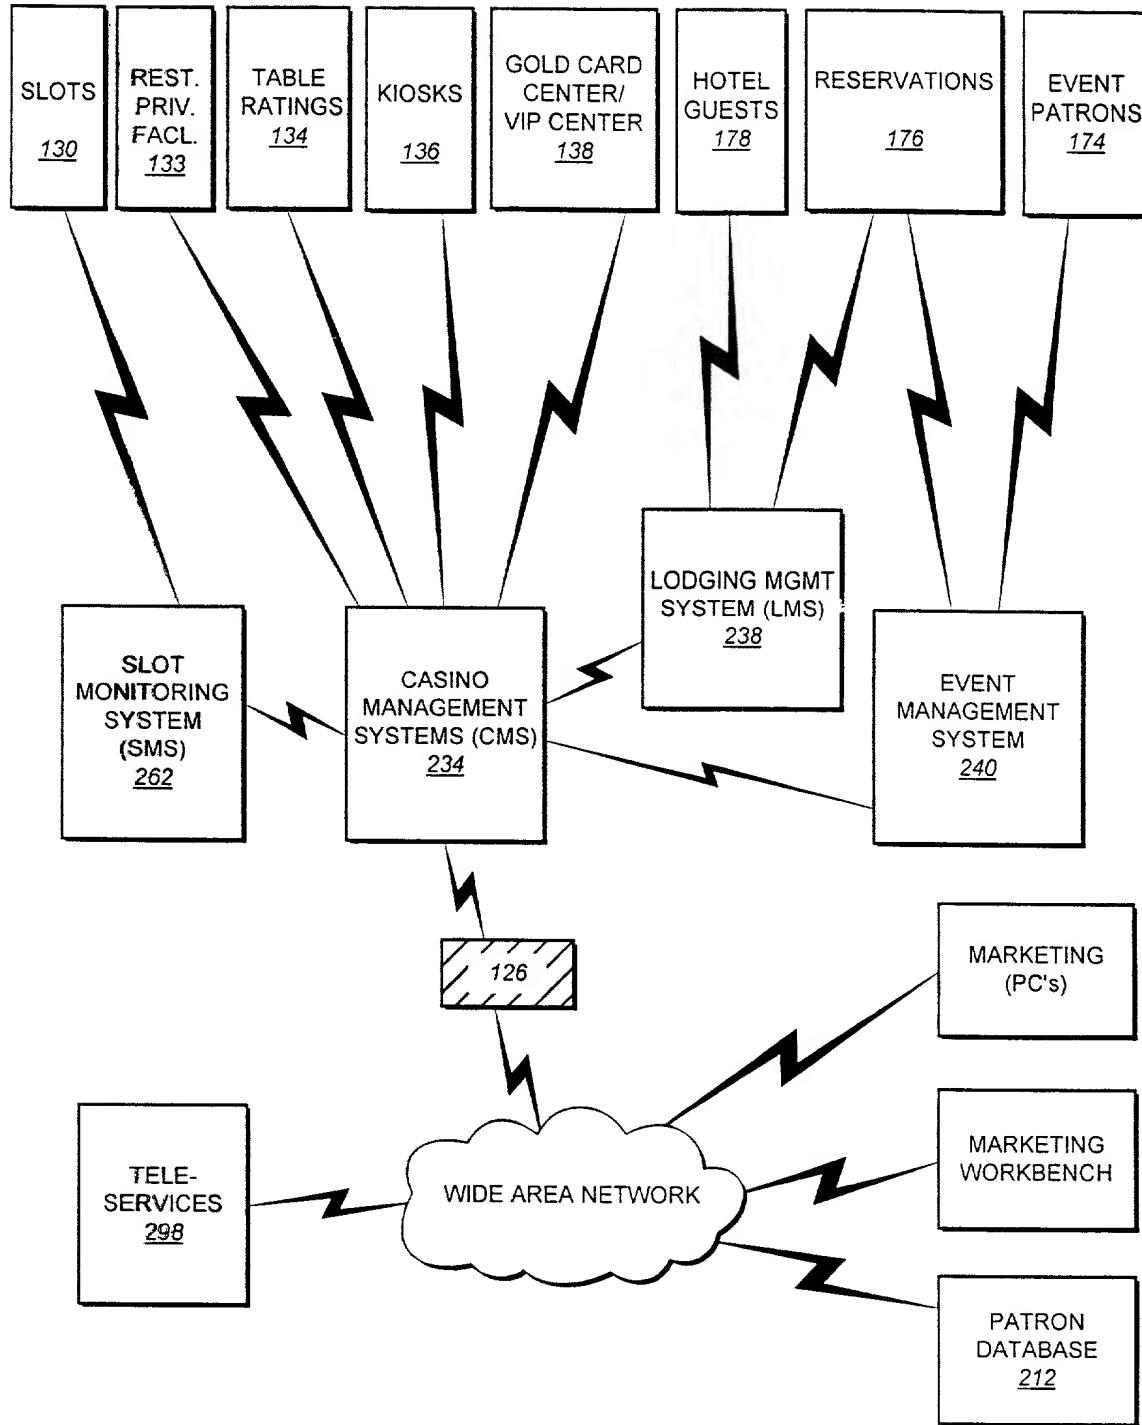 SLOTS
130
REST.
PRIV.
FACL.
133
TABLE
RATINGS
134
KIOSKS
136
GOLD CARD
CENTER/
VIP CENTER
138
HOTEL
GUESTS
178
RESERVATIONS
176
EVENT
PATRONS
174
LODGING MGMT
SYSTEM (LMS)
238
SLOT
MONITORING
SYSTEM
(SMS)
262
CASINO
MANAGEMENT
SYSTEMS (CMS)
234
EVENT
MANAGEMENT
SYSTEM
240
126
MARKETING
(PC's)
TELE-
SERVICES
298
WIDE AREA NETWORK
MARKETING
WORKBENCH
PATRON
DATABASE
212